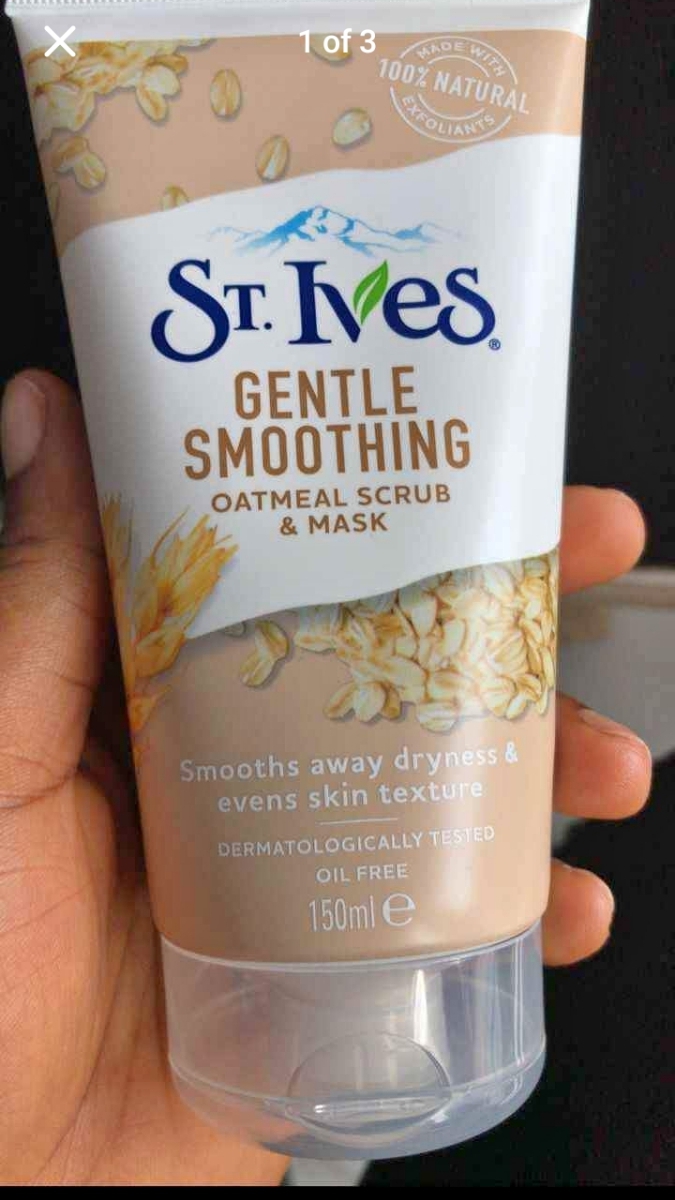 1 of 3
MADE WITH
100% NATURAL
EXFOLIANTS
ST. Ives®
GENTLE
SMOOTHING
OATMEAL SCRUB
& MASK
Smooths away dryness &
evens skin texture
DERMATOLOGICALLY TESTED
OIL FREE
150ml e